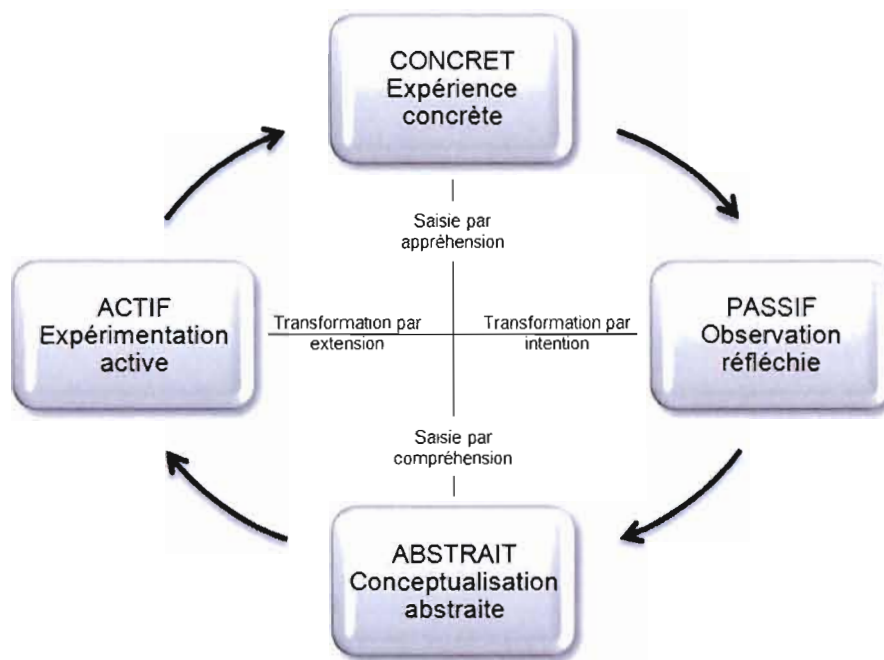 CONCRET
Expérience
concrète
Saisie par
appréhension
ACTIF
Expérimentation
active
Transformation par
extension
Transformation par
intention
PASSIF
Observation
réfléchie
Saisie par
compréhension
ABSTRAIT
Conceptualisation
abstraite